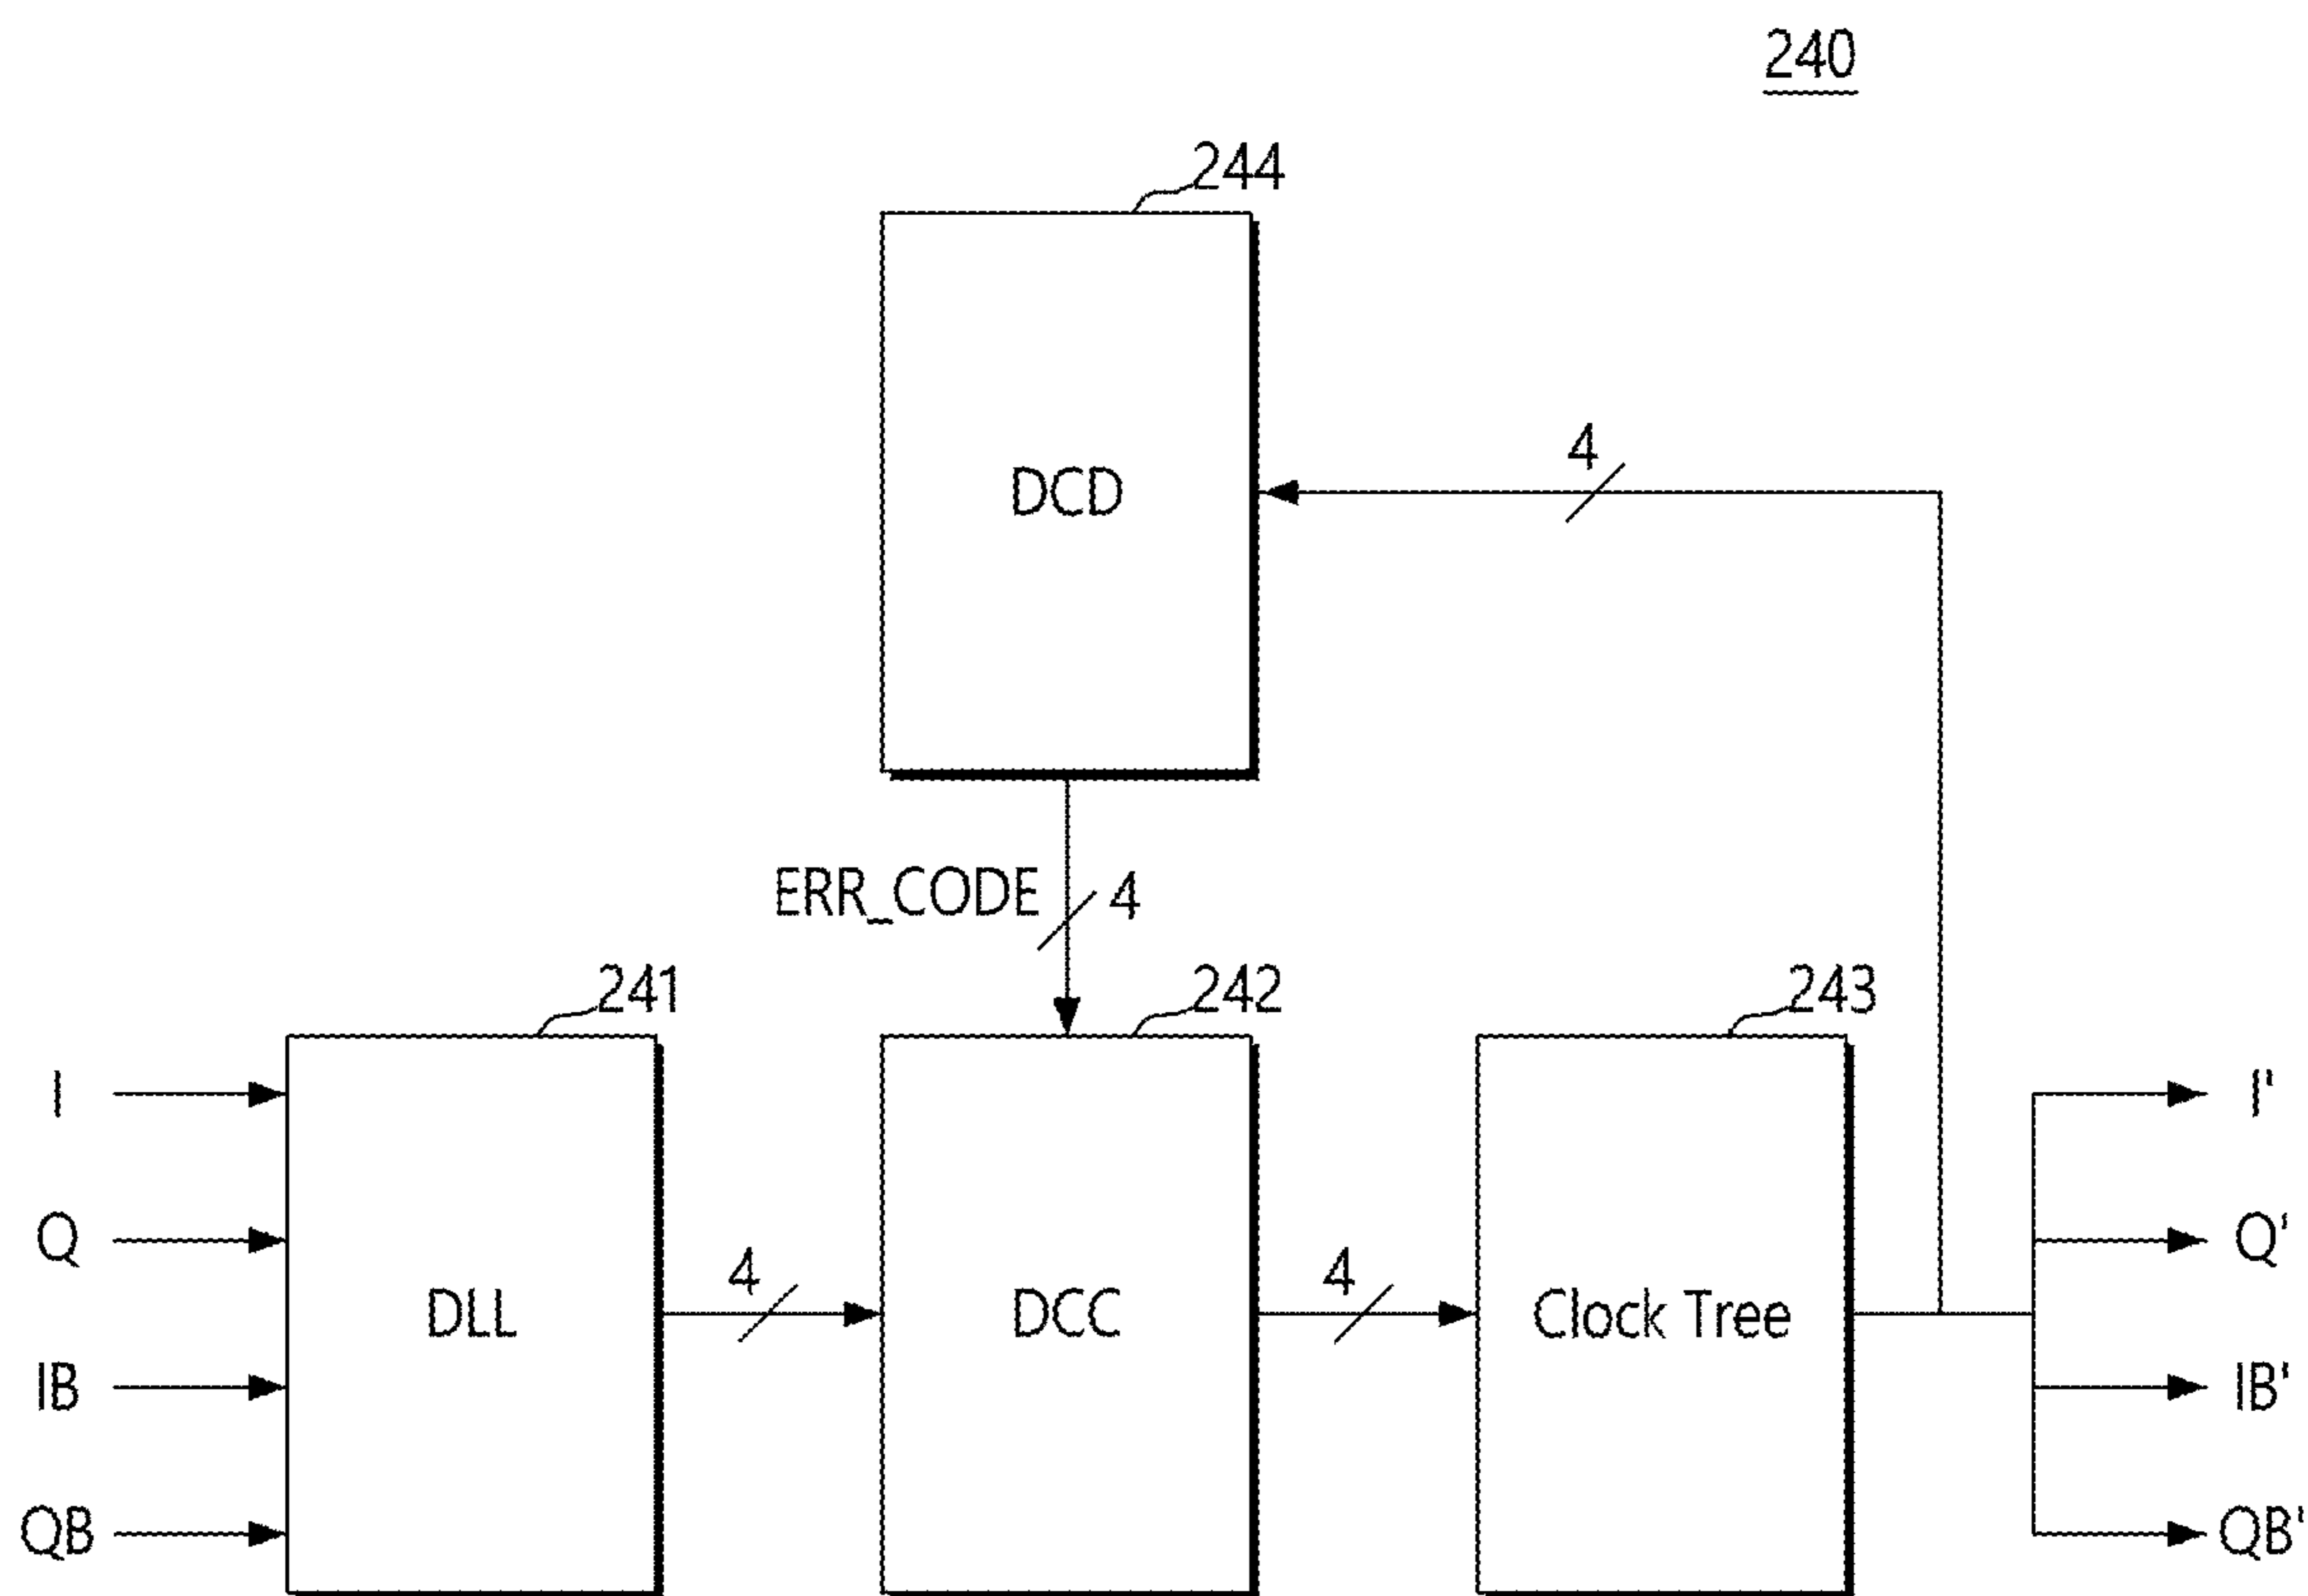 240
244
DCD
4
ERR_CODE 4
241 242 243
I I'
Q Q'
4 4
DLL DCC Clock Tree
IB IB'
QB QB'